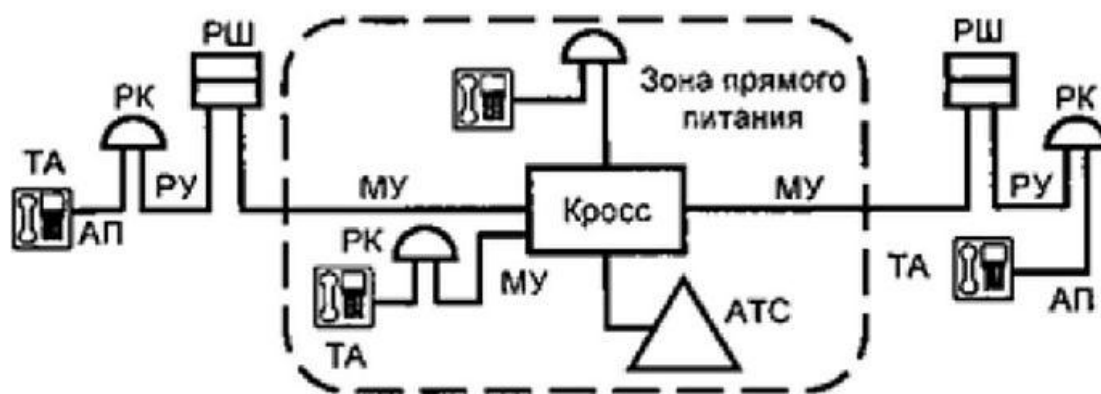 РШ
РШ
Зона прямого
питания
РК
РК
ТА
РУ
МУ
МУ
РУ
Кросс
АП
РК
МУ
ТА
АТС
АП
ТА